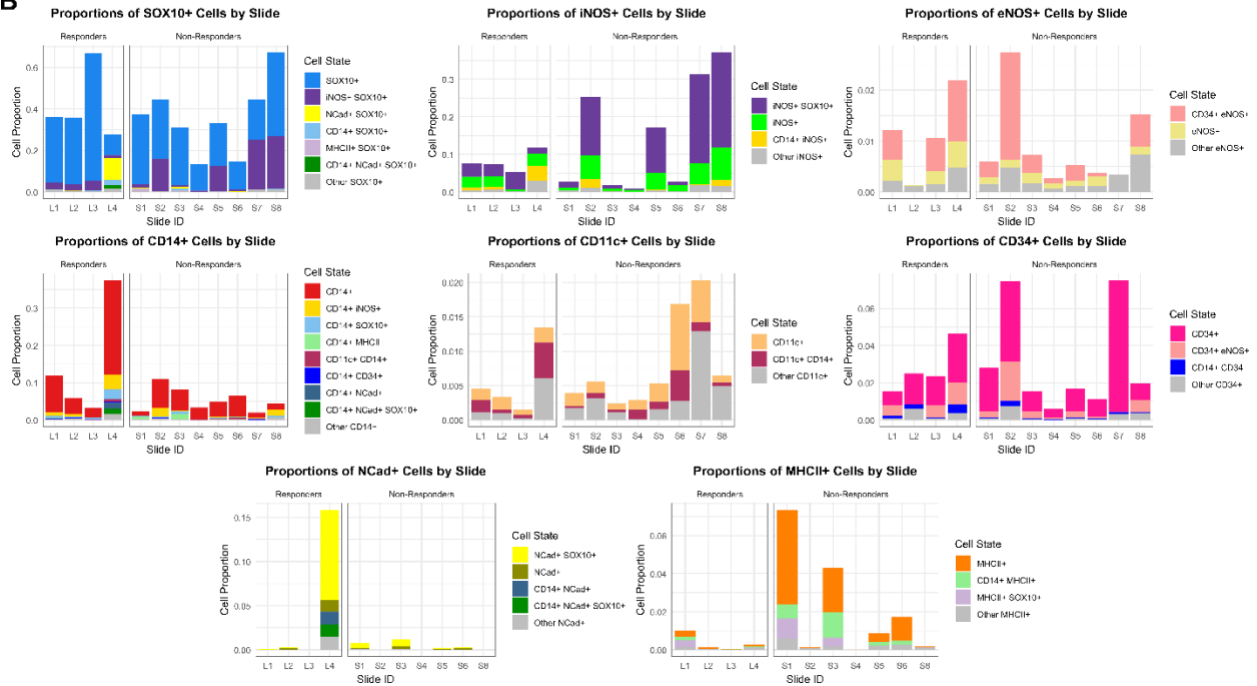 B
Proportions of SOX10+ Cells by Slide
Responders Non-Responders
Cell Proportion
0.6
0.4
0.2
0.0
L1 L2 L3 L4 S1 S2 S3 S4 S5 S6 S7 S8
Slide ID
Cell State
SOX10+
iNOS+ SOX10+
NCad+ SOX10+
CD14+ SOX10+
MHCII+ SOX10+
CD14+ NCad+ SOX10+
Other SOX10+
Proportions of iNOS+ Cells by Slide
Responders Non-Responders
Cell Proportion
0.3
0.2
0.1
0.0
L1 L2 L3 L4 S1 S2 S3 S4 S5 S6 S7 S8
Slide ID
Cell State
iNOS+ SOX10+
iNOS+
CD14+ iNOS+
Other iNOS+
Proportions of eNOS+ Cells by Slide
Responders Non-Responders
Cell Proportion
0.02
0.01
0.00
L1 L2 L3 L4 S1 S2 S3 S4 S5 S6 S7 S8
Slide ID
Cell State
CD34+ eNOS+
eNOS+
Other eNOS+
Proportions of CD14+ Cells by Slide
Responders Non-Responders
Cell Proportion
0.3
0.2
0.1
0.0
L1 L2 L3 L4 S1 S2 S3 S4 S5 S6 S7 S8
Slide ID
Cell State
CD14+
CD14+ iNOS+
CD14+ SOX10+
CD14+ MHCII
CD11c+ CD14+
CD14+ CD34+
CD14+ NCad+
CD14+ NCad+ SOX10+
Other CD14+
Proportions of CD11c+ Cells by Slide
Responders Non-Responders
Cell Proportion
0.020
0.015
0.010
0.005
0.000
L1 L2 L3 L4 S1 S2 S3 S4 S5 S6 S7 S8
Slide ID
Cell State
CD11c+
CD11c+ CD14+
Other CD11c+
Proportions of CD34+ Cells by Slide
Responders Non-Responders
Cell Proportion
0.06
0.04
0.02
0.00
L1 L2 L3 L4 S1 S2 S3 S4 S5 S6 S7 S8
Slide ID
Cell State
CD34+
CD34+ eNOS+
CD14+ CD34
Other CD34+
Proportions of NCad+ Cells by Slide
Responders Non-Responders
Cell Proportion
0.15
0.10
0.05
0.00
L1 L2 L3 L4 S1 S2 S3 S4 S5 S6 S8
Slide ID
Cell State
NCad+ SOX10+
NCad+
CD14+ NCad+
CD14+ NCad+ SOX10+
Other NCad+
Proportions of MHCII+ Cells by Slide
Responders Non-Responders
Cell Proportion
0.06
0.04
0.02
0.00
L1 L2 L3 L4 S1 S2 S3 S4 S5 S6 S8
Slide ID
Cell State
MHCII+
CD14+ MHCII+
MHCII+ SOX10+
Other MHCII+